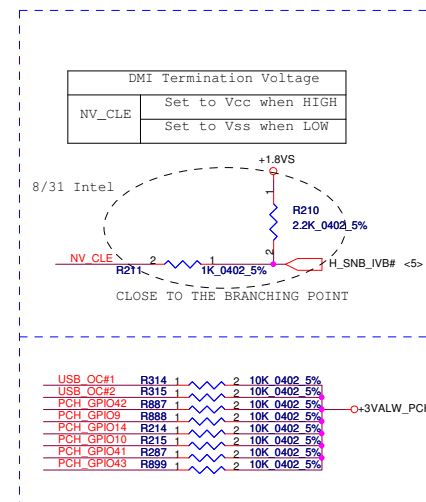 DMI Termination Voltage
NV_CLE
Set to Vcc when HIGH
Set to Vss when LOW
+1.8VS
8/31 Intel
1
R210
2.2K_0402_5%
2
NV_CLE 2 1 H_SNB_IVB# <5>
R211 1K_0402_5%
CLOSE TO THE BRANCHING POINT
USB_OC#1 R314 1 2 10K_0402_5%
USB_OC#2 R315 1 2 10K_0402_5%
PCH_GPIO42 R887 1 2 10K_0402_5%
+3VALW_PCI
PCH_GPIO9 R888 1 2 10K_0402_5%
PCH_GPIO14 R214 1 2 10K_0402_5%
PCH_GPIO10 R215 1 2 10K_0402_5%
PCH_GPIO41 R287 1 2 10K_0402_5%
PCH_GPIO43 R899 1 2 10K_0402_5%